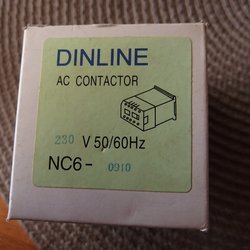 DINLINE
AC CONTACTOR
230 V 50/60Hz
NC6- 0910